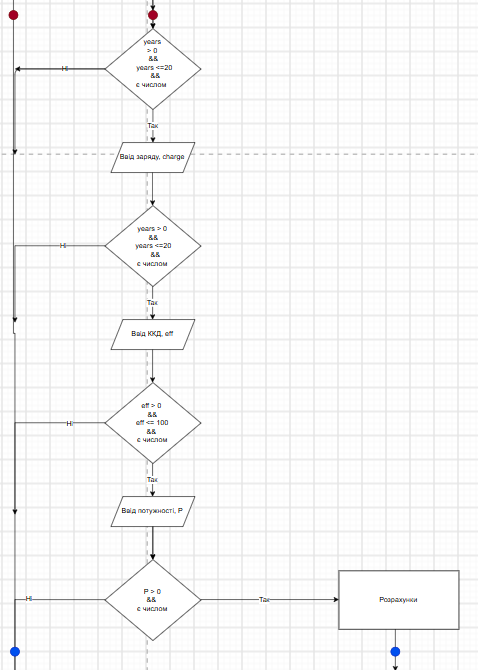 years
> 0
&&
years <=20
&&
є числом
Ні
Так
Ввід заряду, charge
years > 0
&&
years <=20
&&
є числом
Ні
Так
Ввід ККД, eff
eff > 0
&&
eff <= 100
&&
є числом
Ні
Так
Ввід потужності, P
P > 0
&&
є числом
Ні
Так
Розрахунки